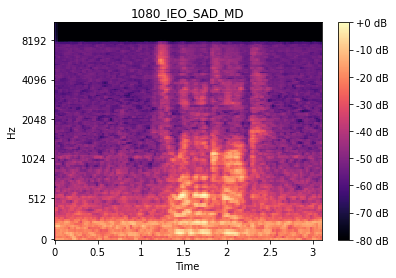 1080_IEO_SAD_MD
+0 dB
8192
-10 dB
4096
-20 dB
-30 dB
2048
Hz
-40 dB
1024
-50 dB
-60 dB
512
-70 dB
0
-80 dB
0 0.5 1 1.5 2 2.5 3
Time